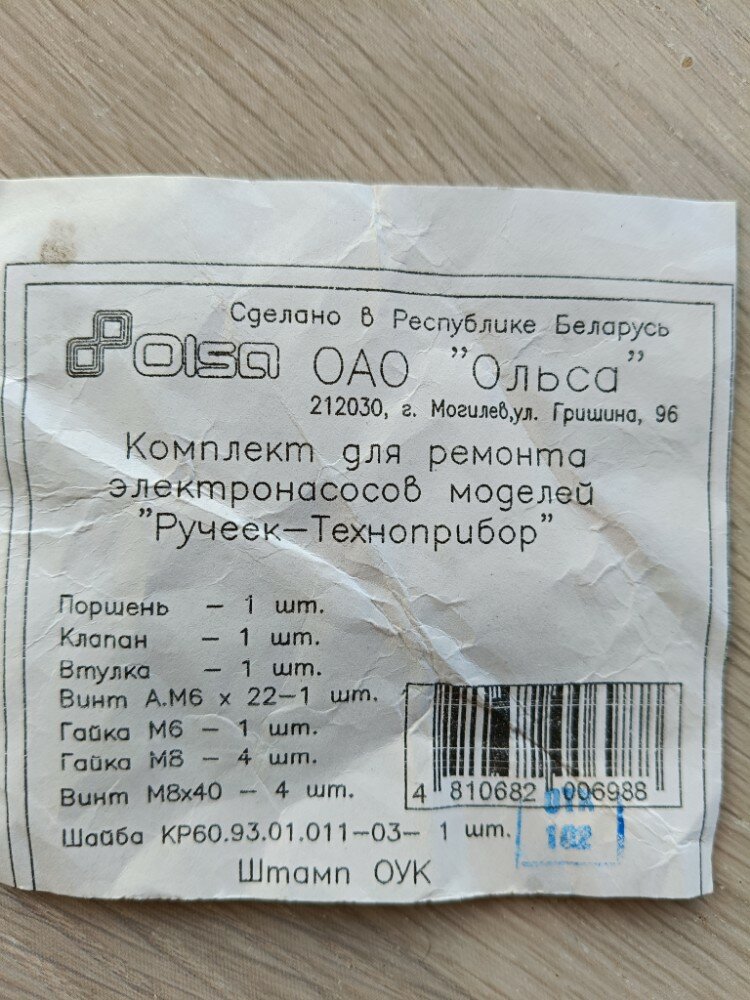 Сделано в Республике Беларусь
Olsa ОАО "Ольса"
212030, г. Могилев,ул. Гришина, 96
Комплект для ремонта
электронасосов моделей
"Ручеек-Техноприбор"
Поршень - 1 шт.
Клапан - 1 шт.
Втулка - 1 шт.
Винт А.М6 х 22-1 шт.
Гайка М6 - 1 шт.
Гайка М8 - 4 шт.
Винт М8х40 - 4 шт.
4 810682 006988
Шайба КР60.93.01.011-03- 1 шт.
ОУК
102
Штамп ОУК